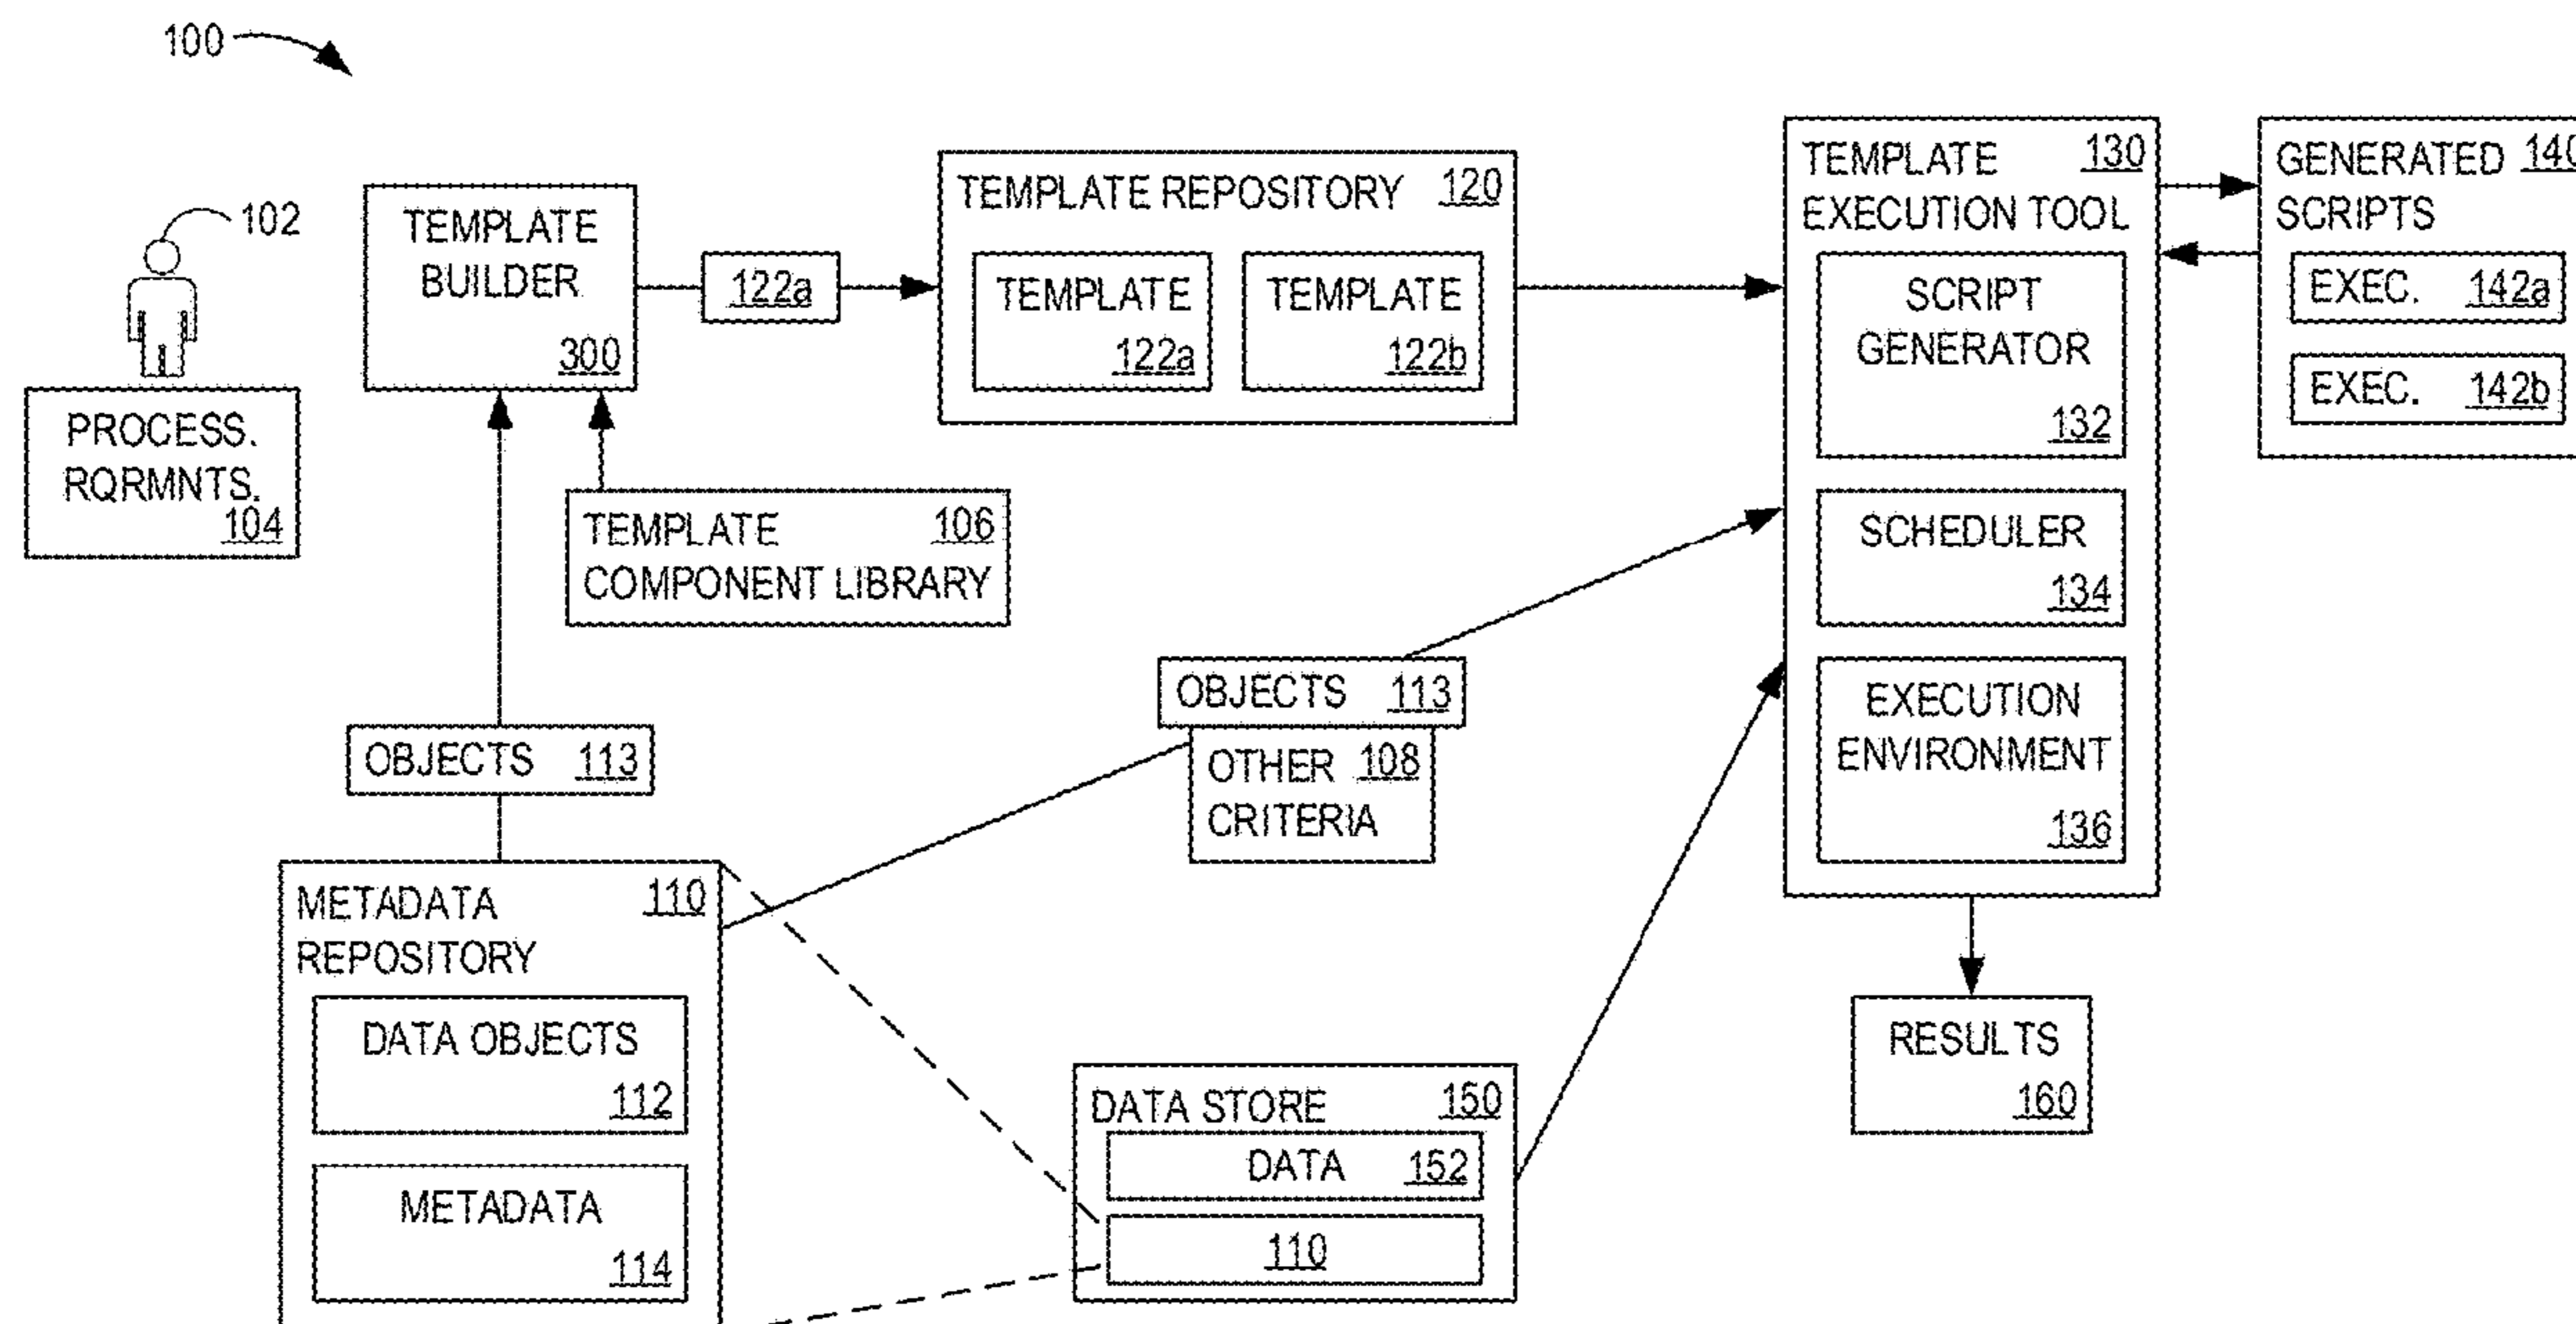 100
102
PROCESS.
RQRMNTS.
104
TEMPLATE
BUILDER
300
122a
TEMPLATE REPOSITORY 120
TEMPLATE
122a
TEMPLATE
122b
TEMPLATE 130
EXECUTION TOOL
SCRIPT
GENERATOR
132
SCHEDULER
134
EXECUTION
ENVIRONMENT
136
GENERATED 140
SCRIPTS
EXEC. 142a
EXEC. 142b
TEMPLATE 106
COMPONENT LIBRARY
OBJECTS 113
OBJECTS 113
OTHER 108
CRITERIA
METADATA 110
REPOSITORY
DATA OBJECTS
112
METADATA
114
DATA STORE 150
DATA 152
110
RESULTS
160